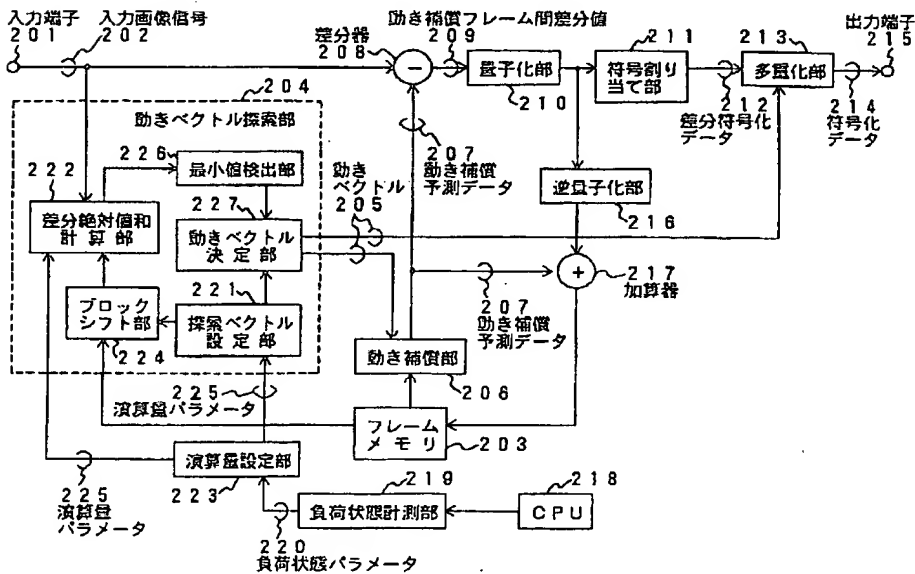 入力端子
201
入力画像信号
202
差分器
208
動き補償フレーム間差分値
209
量子化部
210
211
符号割り
当て部
212
差分符号化
データ
213
多重化部
出力端子
215
214
符号化
データ
204
動きベクトル探索部
222
差分絶対値和
計算部
226
最小値検出部
227
動きベクトル
決定部
動き
ベクトル
205
207
動き補償
予測データ
逆量子化部
216
217
加算器
207
動き補償
予測データ
221
探索ベクトル
設定部
ブロック
シフト部
224
動き補償部
206
225
演算量パラメータ
フレーム
メモリ
203
演算量設定部
223
225
演算量
パラメータ
219
負荷状態計測部
218
CPU
220
負荷状態パラメータ